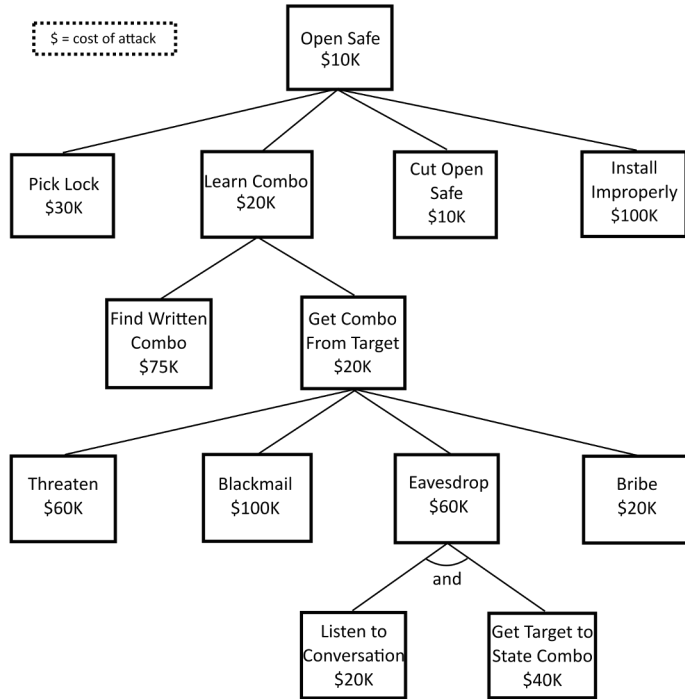 $ = cost of attack
Open Safe
$10K
Pick Lock
$30K
Learn Combo
$20K
Cut Open
Safe
$10K
Install
Improperly
$100K
Find Written
Combo
$75K
Get Combo
From Target
$20K
Threaten
$60K
Blackmail
$100K
Eavesdrop
$60K
Bribe
$20K
and
Listen to
Conversation
$20K
Get Target to
State Combo
$40K